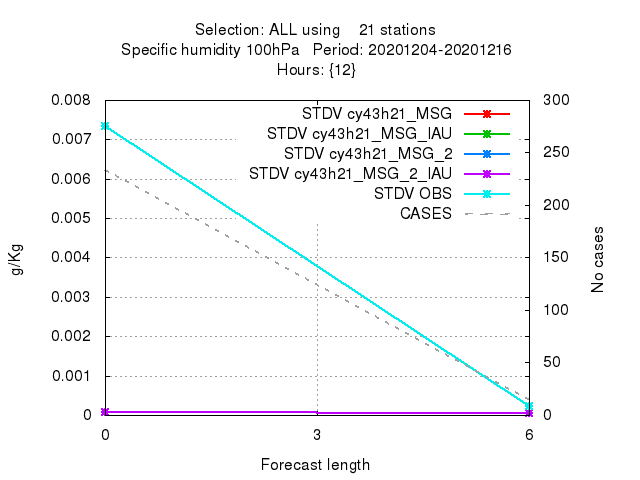 Selection: ALL using    21 stations
Specific humidity 100hPa   Period: 20201204-20201216
Hours: {12}
STDV cy43h21_MSG
STDV cy43h21_MSG_IAU
STDV cy43h21_MSG_2
STDV cy43h21_MSG_2_IAU
STDV OBS
CASES
0.008
0.007
0.006
0.005
0.004
0.003
0.002
0.001
0
g/Kg
300
250
200
150
100
50
0
No cases
0 3 6
Forecast length